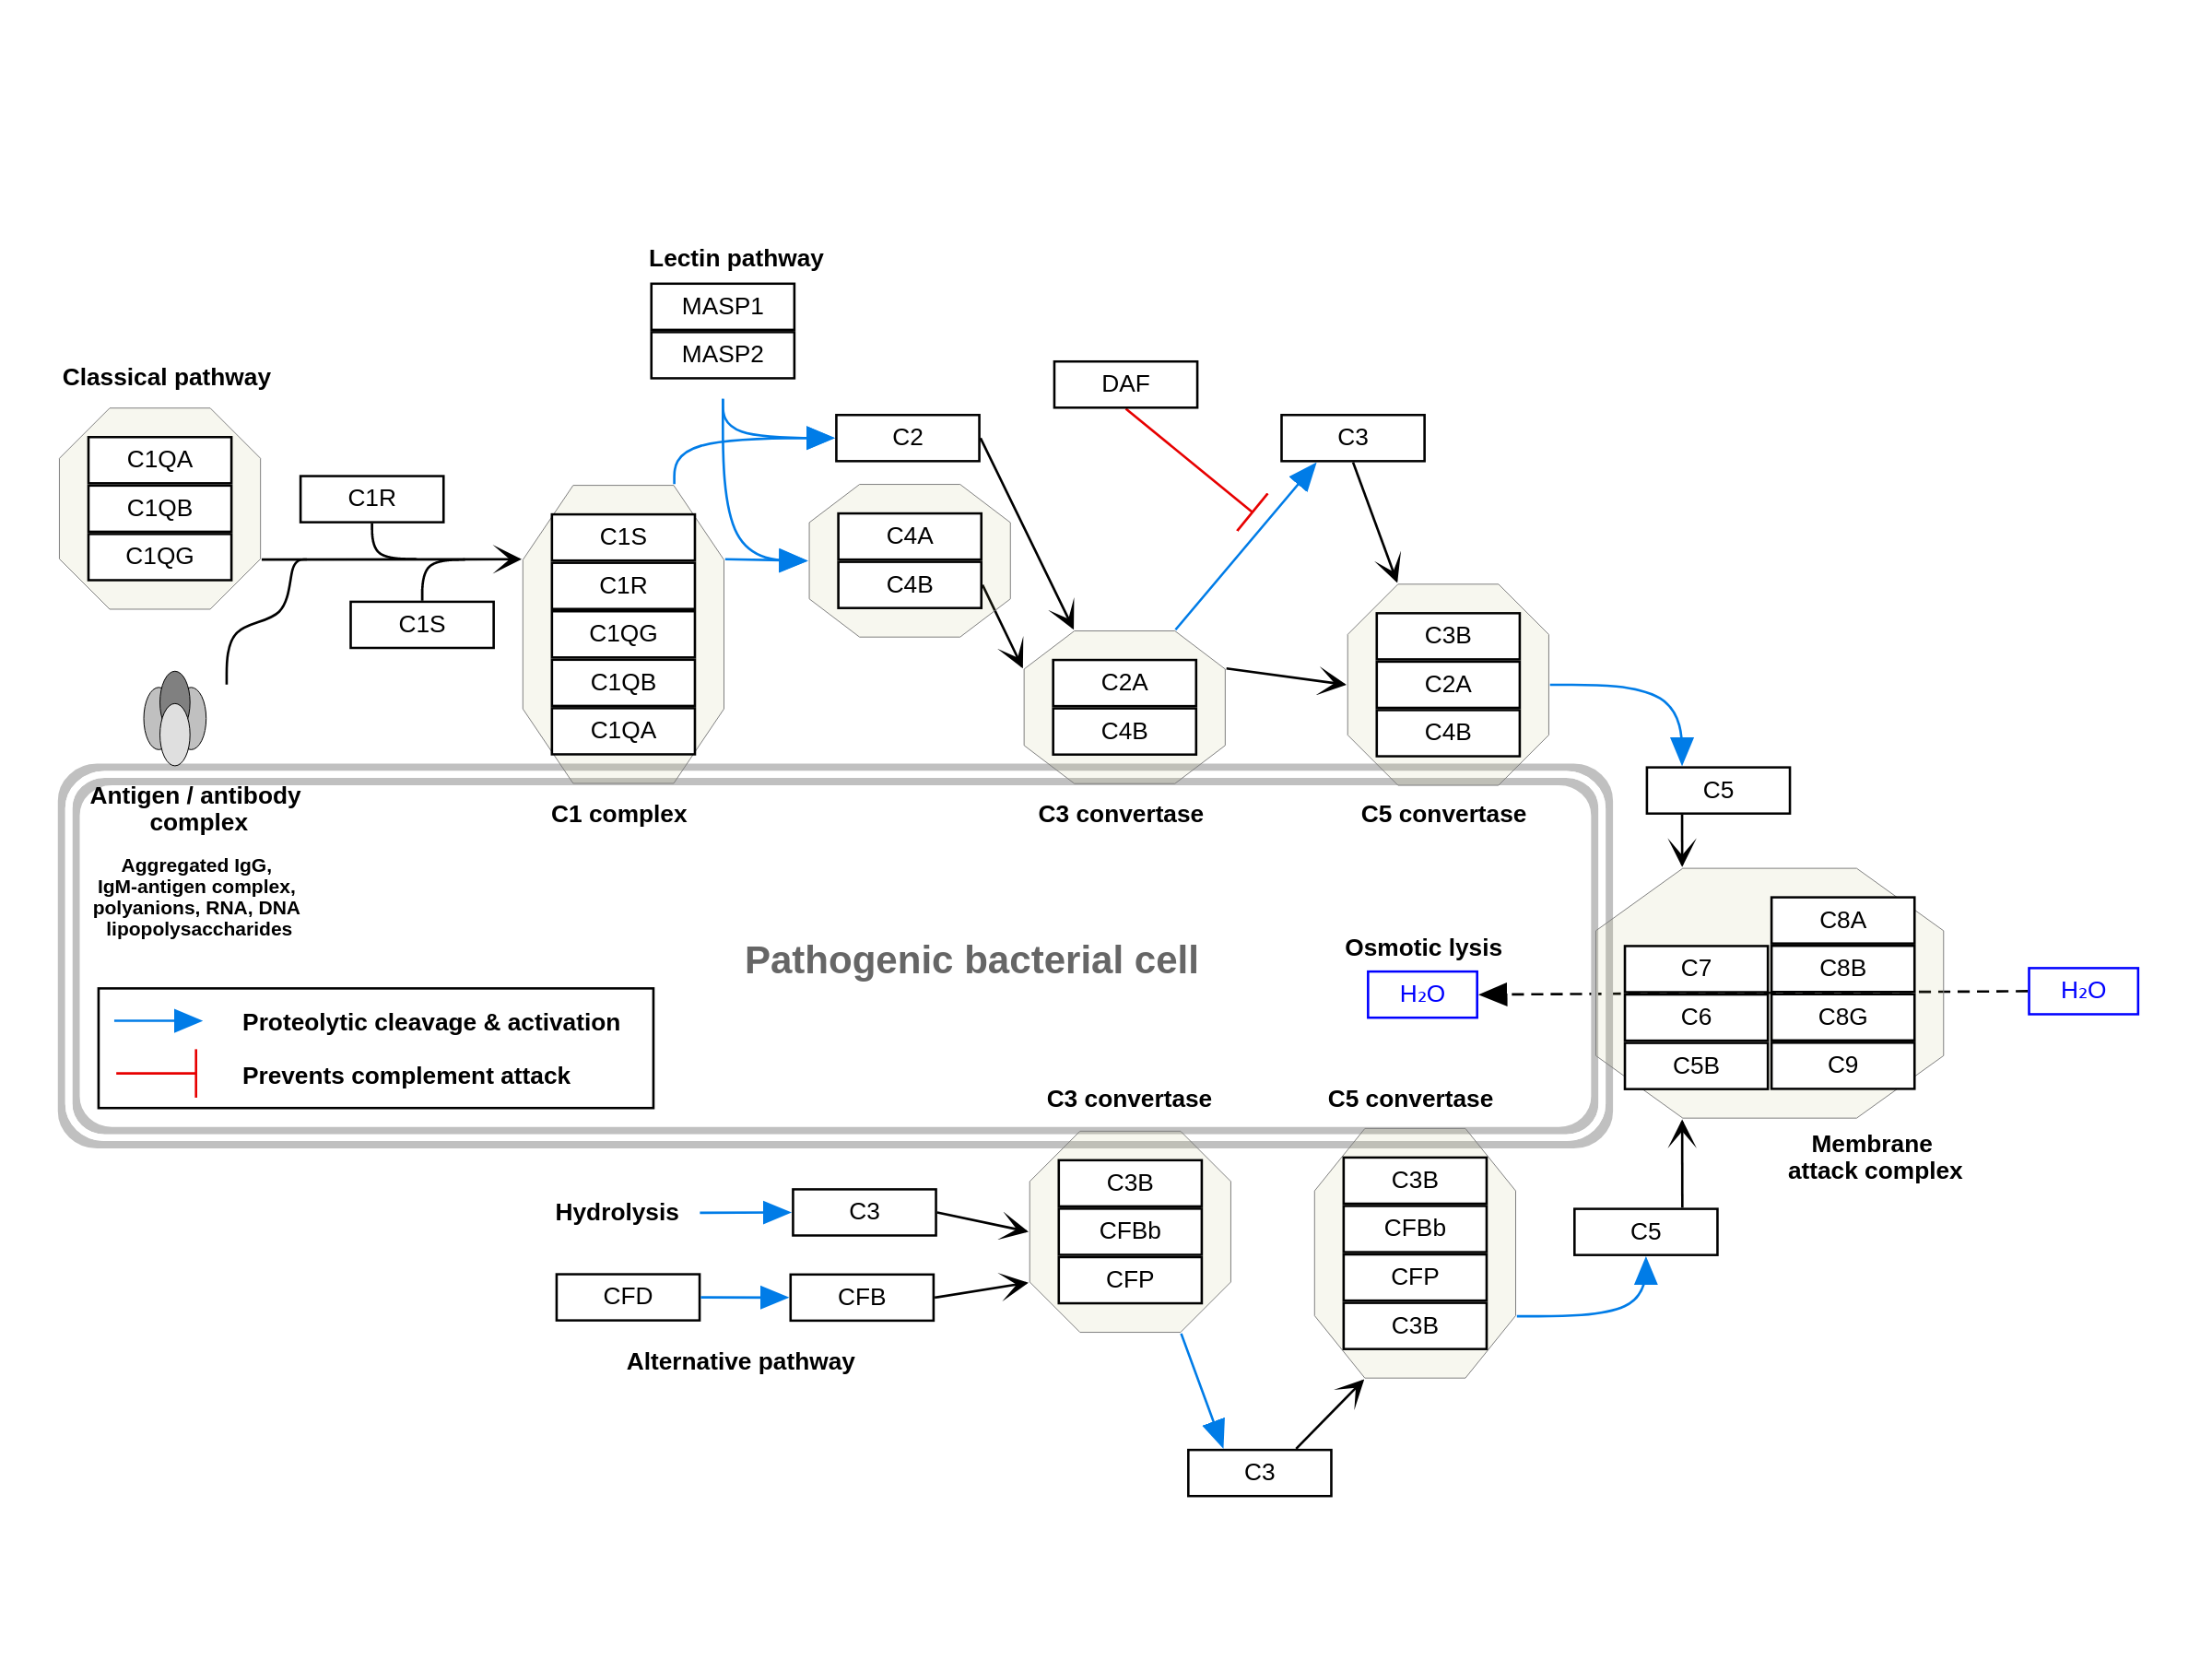 Lectin pathway
MASP1
MASP2
Classical pathway
C1QA
C1QB
C1QG
C1R
C1S
C1S
C1R
C1QG
C1QB
C1QA
C2
C4A
C4B
DAF
C3
C2A
C4B
C3B
C2A
C4B
C5
Antigen / antibody
complex
C1 complex
C3 convertase
C5 convertase
Aggregated IgG,
IgM-antigen complex,
polyanions, RNA, DNA
lipopolysaccharides
Pathogenic bacterial cell
Osmotic lysis
H₂O
C7
C6
C5B
C8A
C8B
C8G
C9
H₂O
Proteolytic cleavage & activation
Prevents complement attack
C3 convertase
C5 convertase
Membrane
attack complex
Hydrolysis
C3
CFD
CFB
Alternative pathway
C3B
CFBb
CFP
C3B
CFBb
CFP
C3B
C5
C3